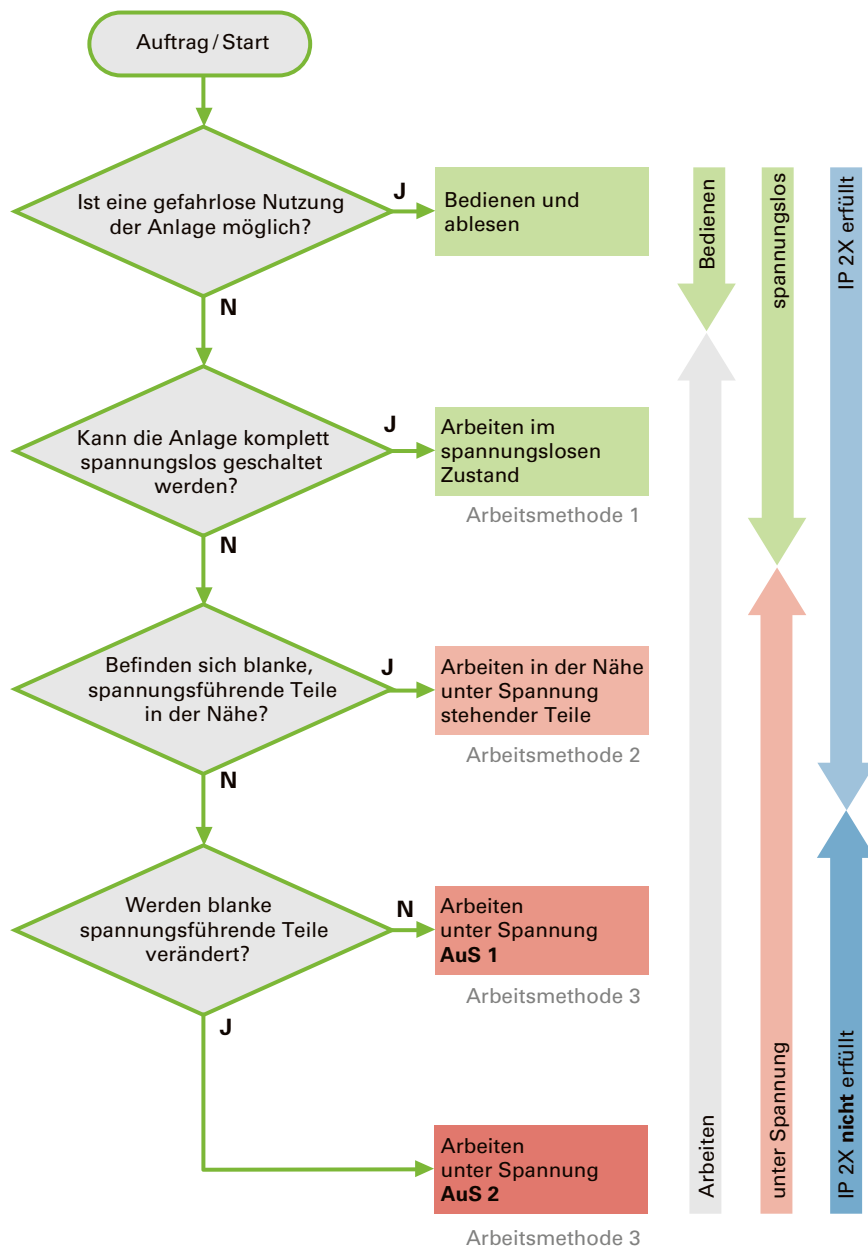 Auftrag / Start
Ist eine gefahrlose Nutzung
der Anlage möglich?
J
Bedienen und
ablesen
N
Kann die Anlage komplett
spannungslos geschaltet
werden?
J
Arbeiten im
spannungslosen
Zustand
Arbeitsmethode 1
N
Befinden sich blanke,
spannungsführende Teile
in der Nähe?
J
Arbeiten in der Nähe
unter Spannung
stehender Teile
Arbeitsmethode 2
N
Werden blanke
spannungsführende Teile
verändert?
N
Arbeiten
unter Spannung
AuS 1
Arbeitsmethode 3
J
Arbeiten
unter Spannung
AuS 2
Arbeitsmethode 3
Bedienen
Arbeiten
spannungslos
unter Spannung
IP 2X erfüllt
IP 2X nicht erfüllt